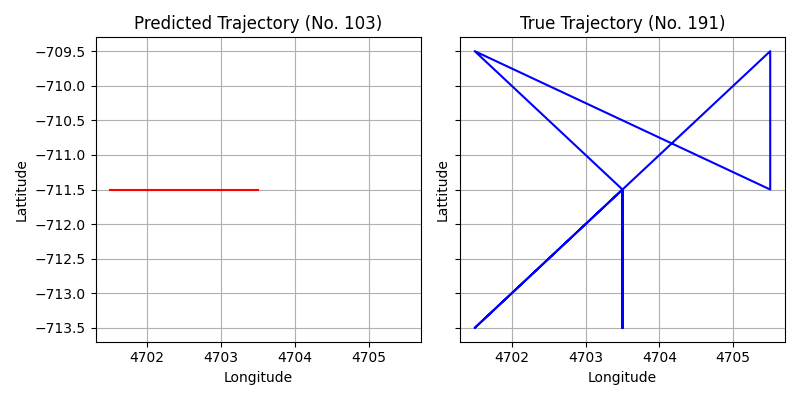 Predicted Trajectory (No. 103)
True Trajectory (No. 191)
−709.5
−710.0
−710.5
−711.0
−711.5
−712.0
−712.5
−713.0
−713.5
Lattitude
Lattitude
4702 4703 4704 4705
4702 4703 4704 4705
Longitude
Longitude